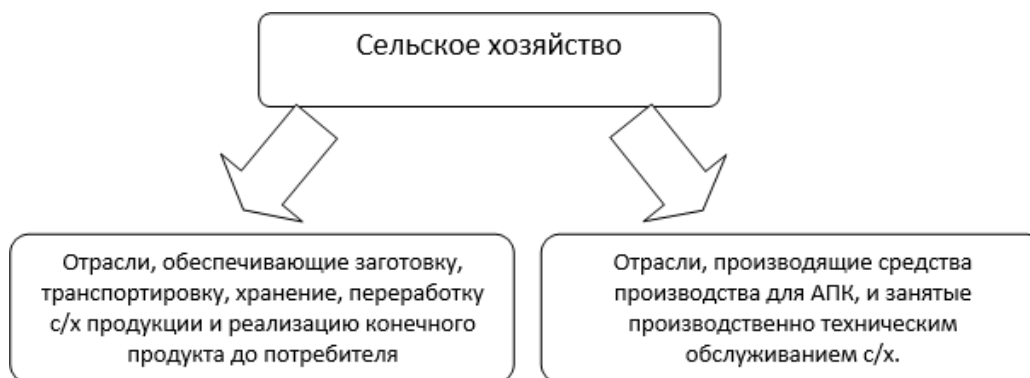 Сельское хозяйство
Отрасли, обеспечивающие заготовку,
транспортировку, хранение, переработку
с/х продукции и реализацию конечного
продукта до потребителя
Отрасли, производящие средства
производства для АПК, и занятые
производственно техническим
обслуживанием с/х.